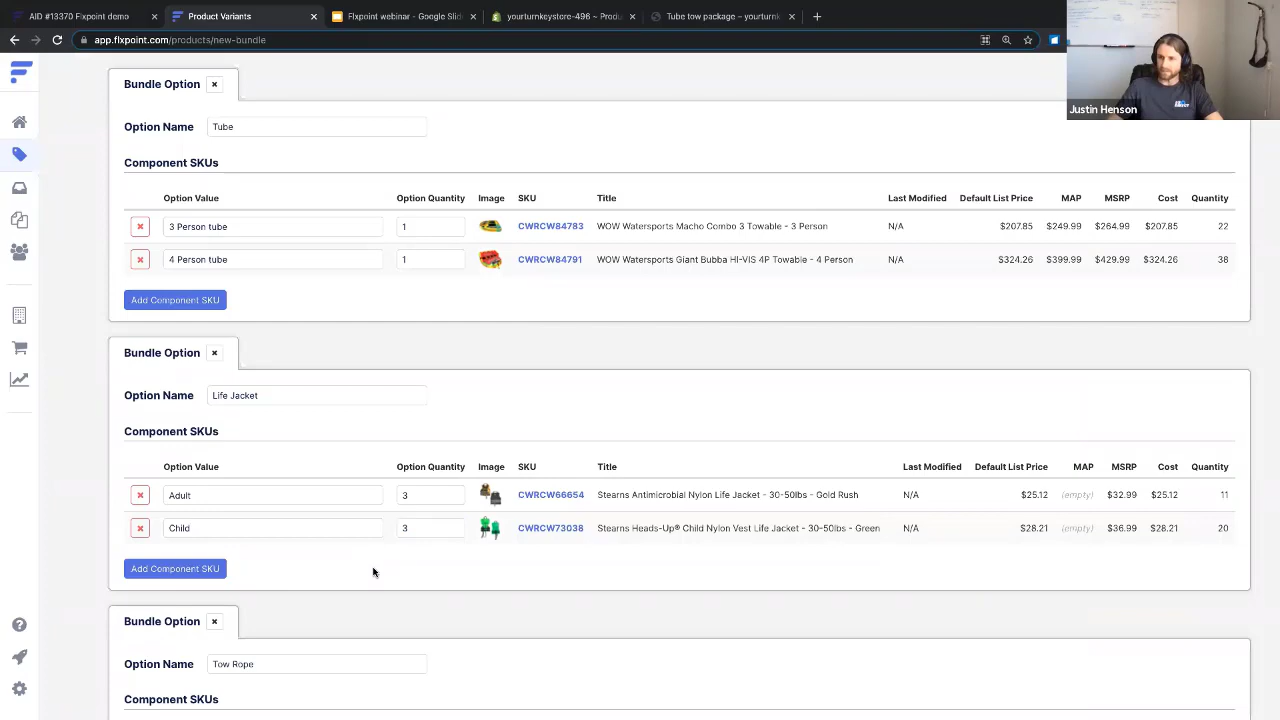 AID #13370 Flxpoint demo
Product Variants
Flxpoint webinar - Google Slid
yourturnkeystore-496 ~ Produ
Tube tow package – yourturnk
app.flxpoint.com/products/new-bundle
Justin Henson
Bundle Option
Option Name Tube
Component SKUs
Option Value Option Quantity Image SKU Title Last Modified Default List Price MAP MSRP Cost Quantity
3 Person tube 1 CWRCW84783 WOW Watersports Macho Combo 3 Towable - 3 Person N/A $207.85 $249.99 $264.99 $207.85 22
4 Person tube 1 CWRCW84791 WOW Watersports Giant Bubba HI-VIS 4P Towable - 4 Person N/A $324.26 $399.99 $429.99 $324.26 38
Add Component SKU
Bundle Option
Option Name Life Jacket
Component SKUs
Option Value Option Quantity Image SKU Title Last Modified Default List Price MAP MSRP Cost Quantity
Adult 3 CWRCW66654 Stearns Antimicrobial Nylon Life Jacket - 30-50lbs - Gold Rush N/A $25.12 (empty) $32.99 $25.12 11
Child 3 CWRCW73038 Stearns Heads-Up® Child Nylon Vest Life Jacket - 30-50lbs - Green N/A $28.21 (empty) $36.99 $28.21 20
Add Component SKU
Bundle Option
Option Name Tow Rope
Component SKUs